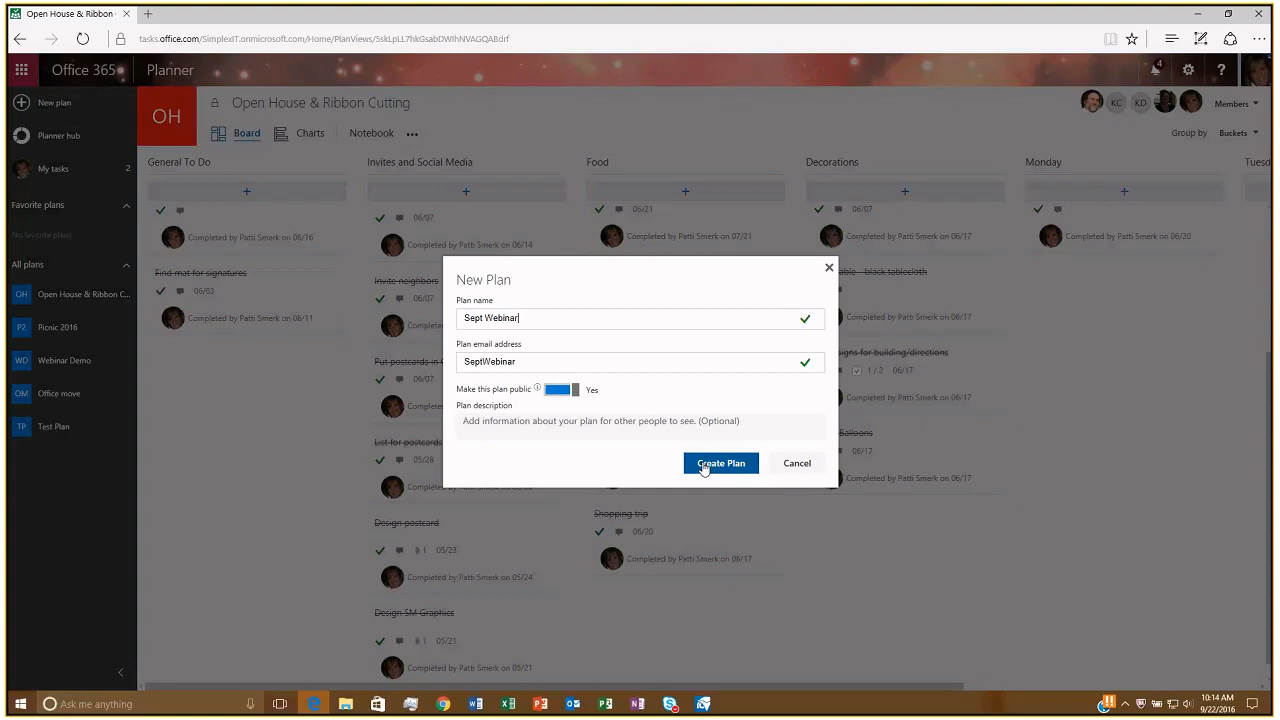 Open House & Ribbon
tasks.office.com/SimplexIT.onmicrosoft.com/Home/PlanViews/5skLpLL7hkGsabDWIhNVAGQABdrf
Office 365
Planner
4
?
New plan
Planner hub
My tasks
2
Favorite plans
No favorite plans
All plans
OH
Open House & Ribbon C...
P2
Picnic 2016
WD
Webinar Demo
OM
Office move
TP
Test Plan
OH
Open House & Ribbon Cutting
Board
Charts
Notebook
KC
KD
Members
Group by
Buckets
General To Do
Invites and Social Media
Food
Decorations
Monday
Tuesd
Completed by Patti Smerk on 06/16
Find mat for signatures
06/03
Completed by Patti Smerk on 06/11
06/07
Completed by Patti Smerk on 06/14
Invite neighbors
06/07
Completed
Put postcards in
06/07
Completed
List for postcards
05/28
Completed
Design postcard
1
05/23
Completed by Patti Smerk on 05/24
Design SM Graphics
1
05/21
Completed by Patti Smerk on 05/21
06/21
Completed by Patti Smerk on 07/21
Shopping trip
06/20
Completed by Patti Smerk on 06/17
06/07
Completed by Patti Smerk on 06/17
able - black tablecloth
Completed by Patti Smerk on 06/17
igns for building/directions
1 / 2
06/17
Completed by Patti Smerk on 06/17
Balloons
06/17
Completed by Patti Smerk on 06/17
Completed by Patti Smerk on 06/20
New Plan
Plan name
Sept Webinar
Plan email address
SeptWebinar
Make this plan public
Yes
Plan description
Add information about your plan for other people to see. (Optional)
Create Plan
Cancel
Ask me anything
10:14 AM
9/22/2016